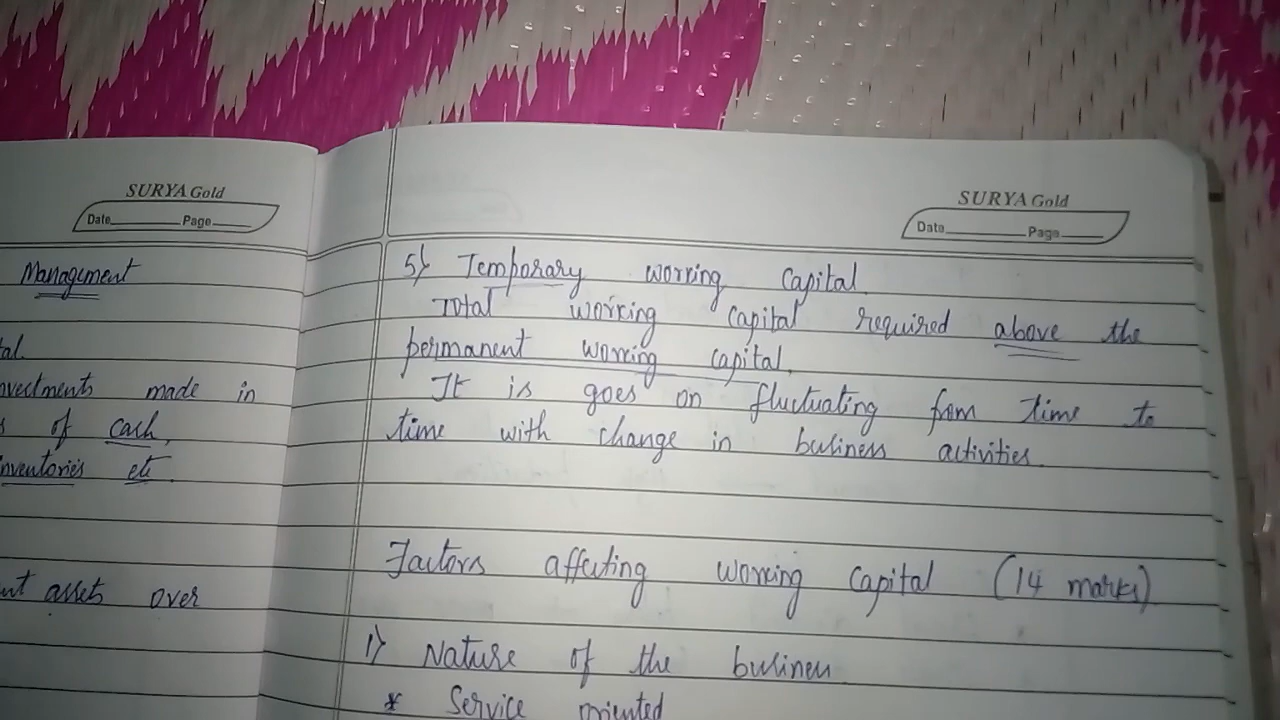 SURYA Gold
Date Page
Management
tal
nvestments made in
s of cash,
inventories etc
nt assets over
SURYA Gold
Date Page
5) Temporary working capital
Total working capital required above the
permanent working capital.
It is goes on fluctuating from time to
time with change in business activities
Factors affecting working capital (14 marks)
1) Nature of the business
* Service oriented